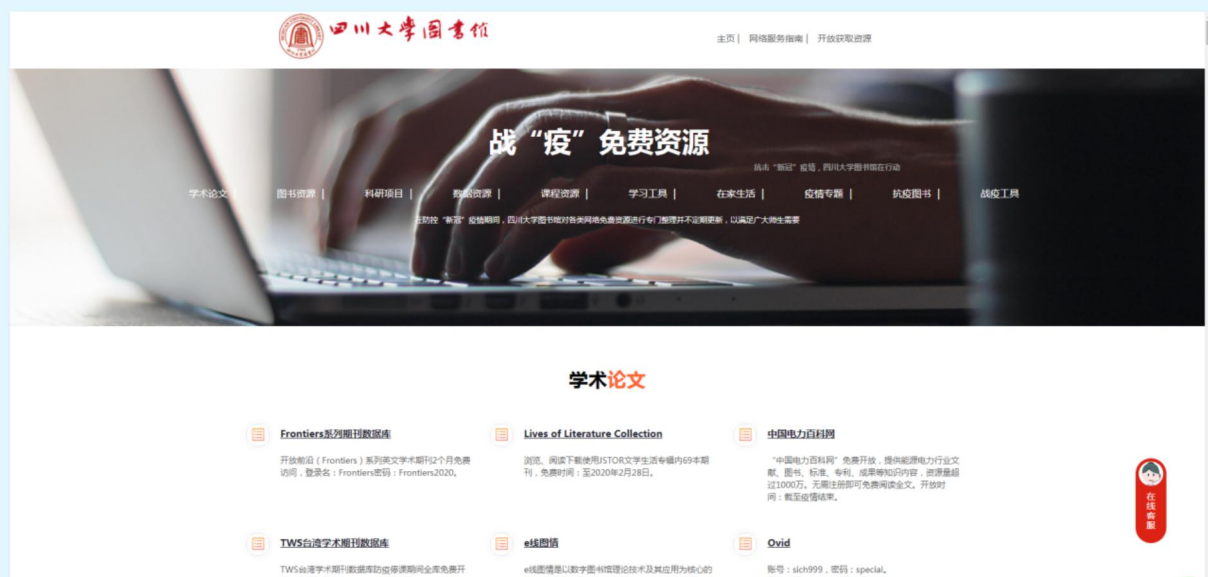 四川大学图书馆
主页 | 网络服务指南 | 开放获取资源
战“疫”免费资源
抗击“新冠”疫情，四川大学图书馆在行动
学术论文 | 图书资源 | 科研项目 | 数据资源 | 课程资源 | 学习工具 | 在家生活 | 疫情专题 | 抗疫图书 | 战疫工具
在防控“新冠”疫情期间，四川大学图书馆对各类网络免费资源进行专门整理并不定期更新，以满足广大师生需要
学术论文
Frontiers系列期刊数据库
开放前沿（Frontiers）系列英文学术期刊2个月免费
访问，登录名：Frontiers密码：Frontiers2020。
Lives of Literature Collection
浏览、阅读下载使用JSTOR文学生活专辑内69本期
刊，免费时间：至2020年2月28日。
中国电力百科网
“中国电力百科网”免费开放，提供能源电力行业文
献、图书、标准、专利、成果等知识内容，资源量超
过1000万。无需注册即可免费阅读全文。开放时
间：截至疫情结束。
TWS台湾学术期刊数据库
TWS台湾学术期刊数据库防疫停课期间全库免费开
e线图情
e线图情是以数字图书馆理论技术及其应用为核心的
Ovid
账号：sich999，密码：special。
在线客服